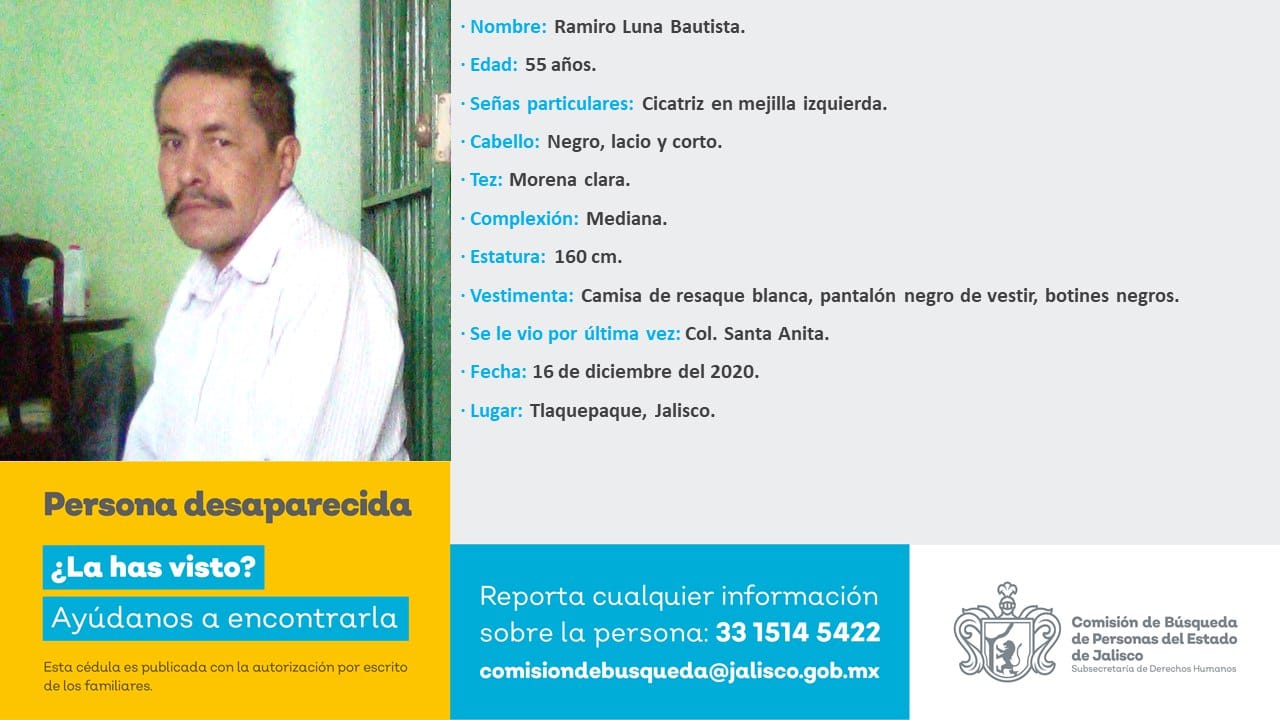 · Nombre: Ramiro Luna Bautista.
· Edad: 55 años.
· Señas particulares: Cicatriz en mejilla izquierda.
· Cabello: Negro, lacio y corto.
· Tez: Morena clara.
· Complexión: Mediana.
· Estatura: 160 cm.
· Vestimenta: Camisa de resaque blanca, pantalón negro de vestir, botines negros.
· Se le vio por última vez: Col. Santa Anita.
· Fecha: 16 de diciembre del 2020.
· Lugar: Tlaquepaque, Jalisco.
Persona desaparecida
¿La has visto?
Ayúdanos a encontrarla
Esta cédula es publicada con la autorización por escrito
de los familiares.
Reporta cualquier información
sobre la persona: 33 1514 5422
comisiondebusqueda@jalisco.gob.mx
Comisión de Búsqueda
de Personas del Estado
de Jalisco
Subsecretaría de Derechos Humanos